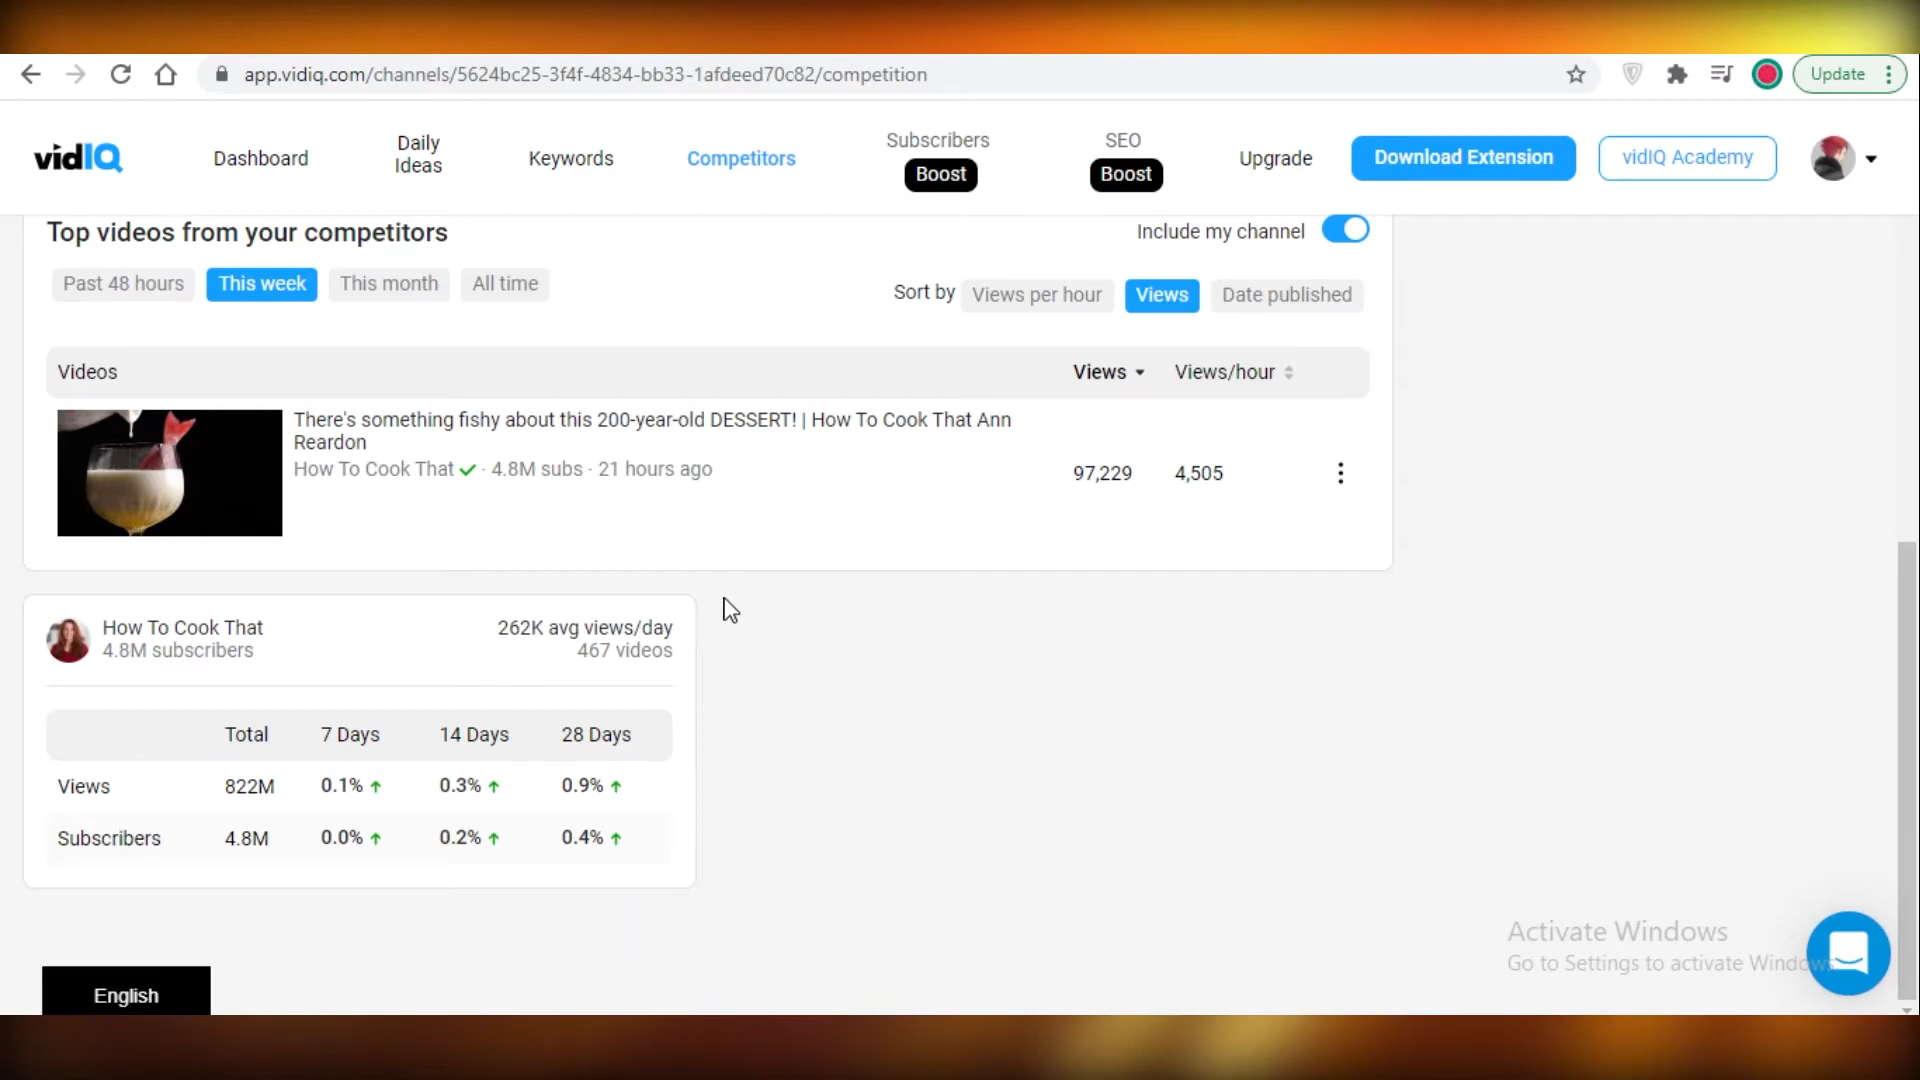 app.vidiq.com/channels/5624bc25-3f4f-4834-bb33-1afdeed70c82/competition
Update
vidIQ
Dashboard
Daily
Ideas
Keywords
Competitors
Subscribers
Boost
SEO
Boost
Upgrade
Download Extension
vidIQ Academy
Top videos from your competitors
Include my channel
Past 48 hours
This week
This month
All time
Sort by
Views per hour
Views
Date published
Videos
Views
Views/hour
There's something fishy about this 200-year-old DESSERT! | How To Cook That Ann
Reardon
How To Cook That · 4.8M subs · 21 hours ago
97,229
4,505
How To Cook That
262K avg views/day
4.8M subscribers
467 videos
Total 7 Days 14 Days 28 Days
Views 822M 0.1% 0.3% 0.9%
Subscribers 4.8M 0.0% 0.2% 0.4%
Activate Windows
Go to Settings to activate Windows.
English